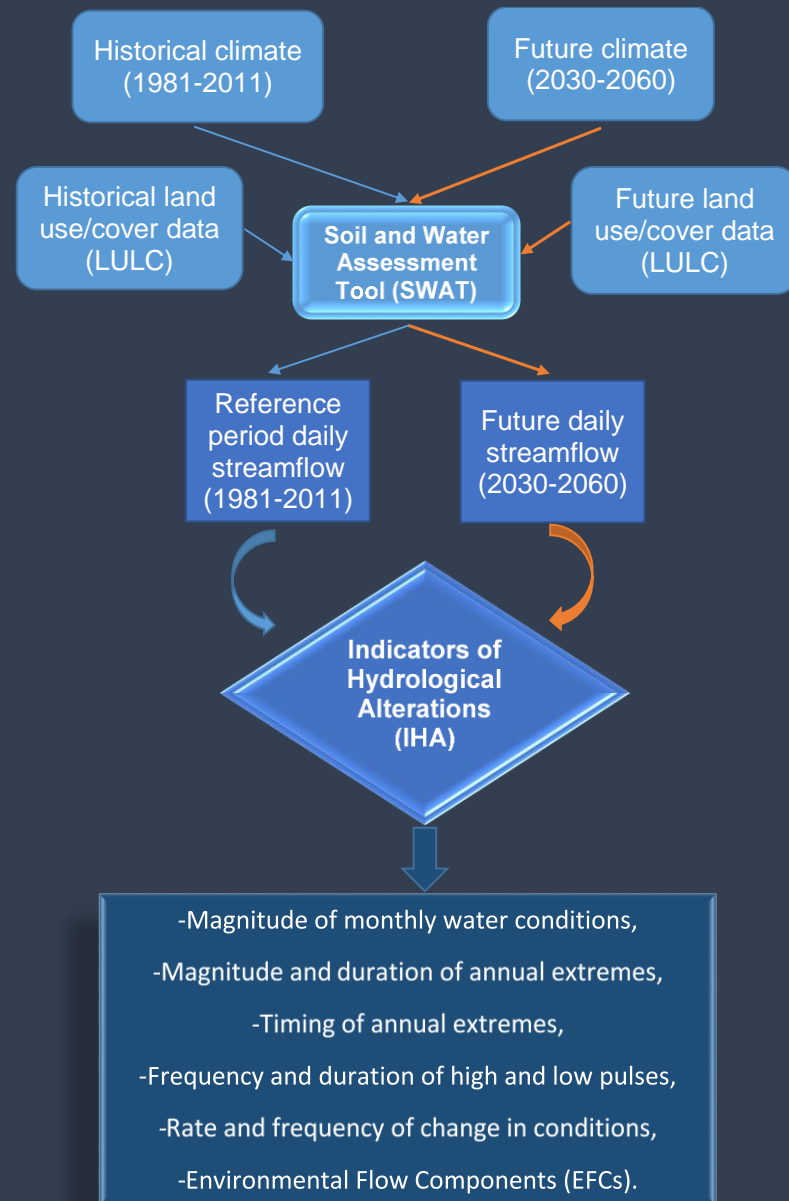 Historical climate
(1981-2011)
Future climate
(2030-2060)
Historical land
use/cover data
(LULC)
Soil and Water
Assessment
Tool (SWAT)
Future land
use/cover data
(LULC)
Reference
period daily
streamflow
(1981-2011)
Future daily
streamflow
(2030-2060)
Indicators of
Hydrological
Alterations
(IHA)
-Magnitude of monthly water conditions,
-Magnitude and duration of annual extremes,
-Timing of annual extremes,
-Frequency and duration of high and low pulses,
-Rate and frequency of change in conditions,
-Environmental Flow Components (EFCs).